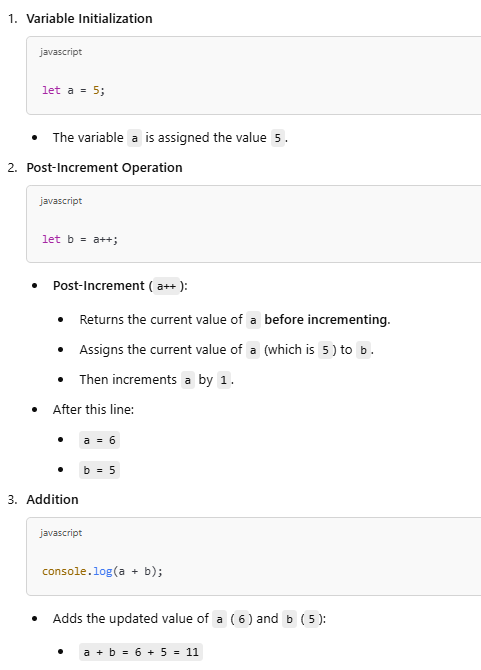 1. Variable Initialization
javascript
let a = 5;
• The variable a is assigned the value 5.
2. Post-Increment Operation
javascript
let b = a++;
• Post-Increment (a++):
• Returns the current value of a before incrementing.
• Assigns the current value of a (which is 5) to b.
• Then increments a by 1.
• After this line:
• a = 6
• b = 5
3. Addition
javascript
console.log(a + b);
• Adds the updated value of a (6) and b (5):
• a + b = 6 + 5 = 11